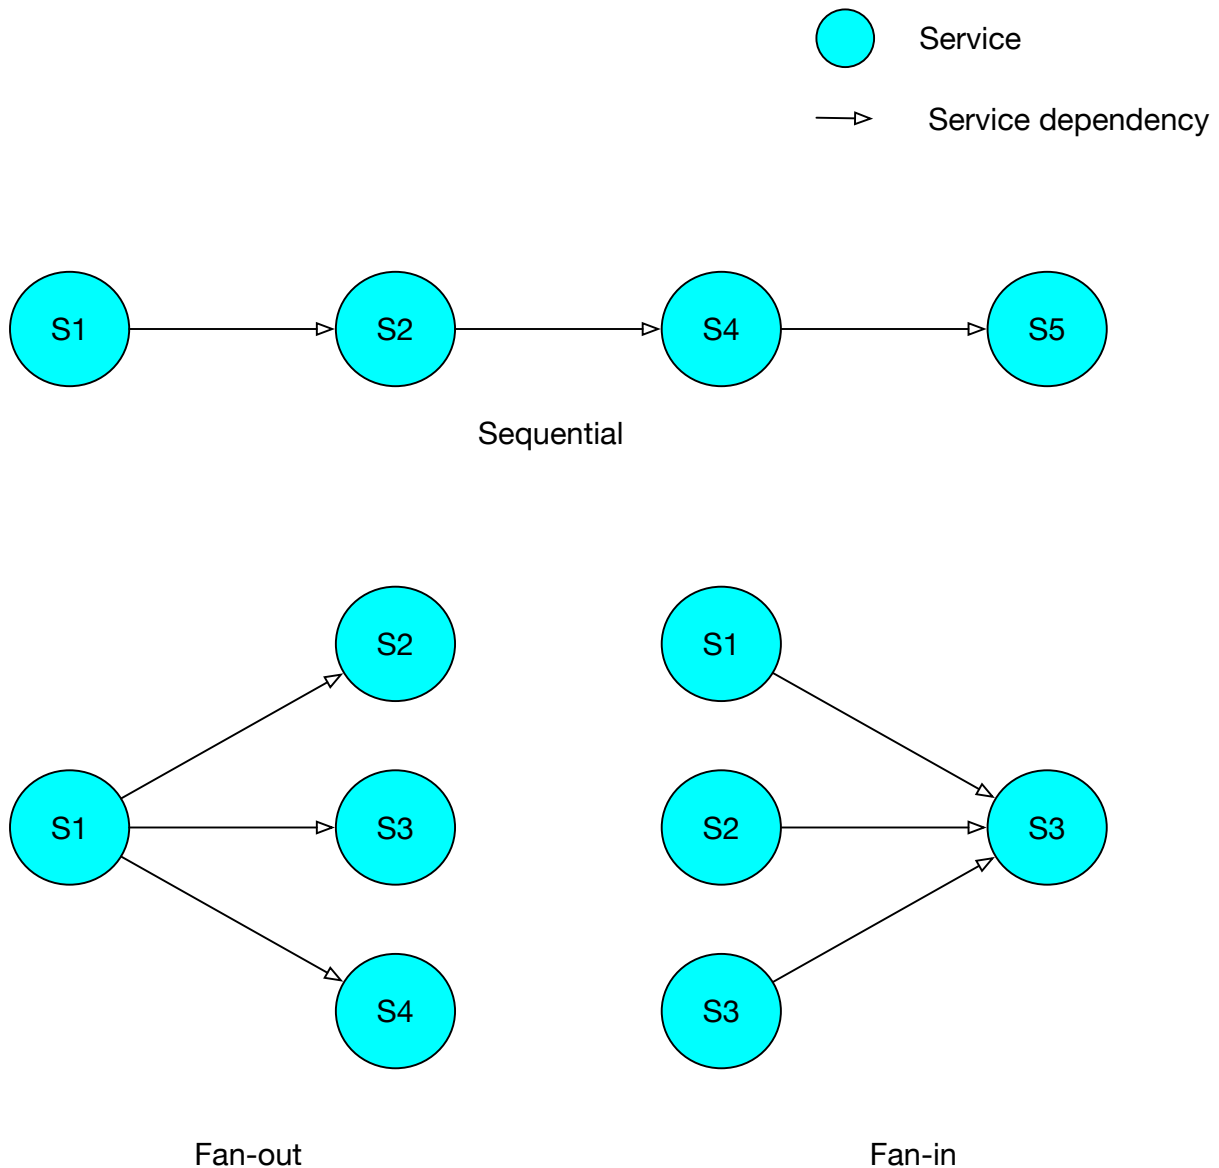 Service
Service dependency
S1
S2
S4
S5
Sequential
S2
S1
S3
S4
Fan-out
S1
S2
S3
S3
Fan-in